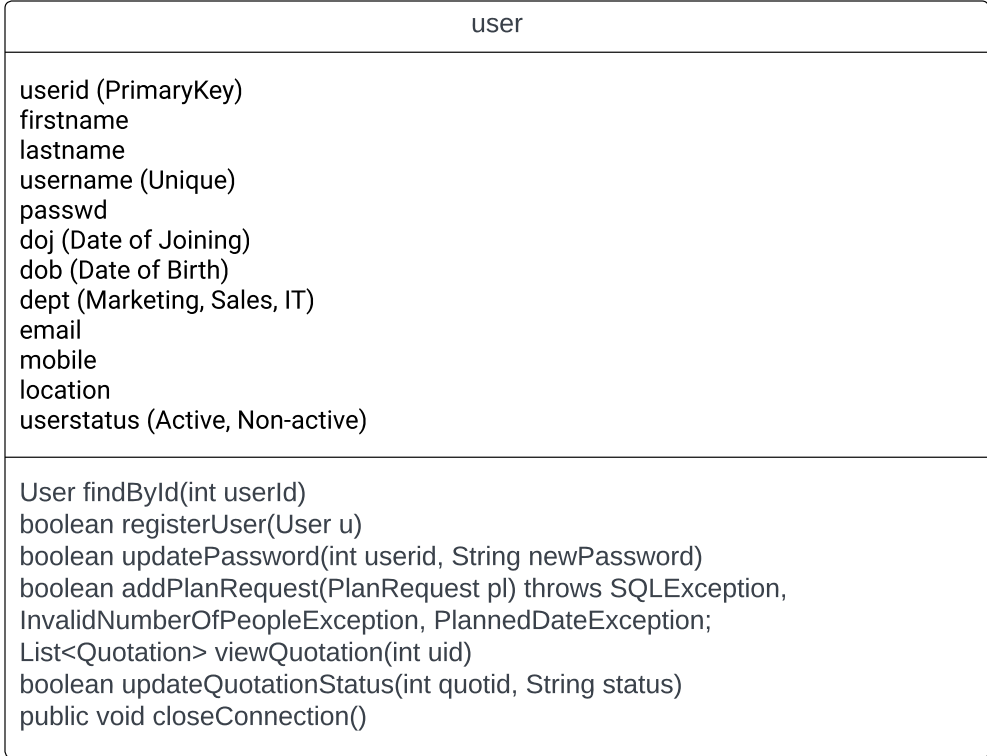 user
userid (PrimaryKey)
firstname
lastname
username (Unique)
passwd
doj (Date of Joining)
dob (Date of Birth)
dept (Marketing, Sales, IT)
email
mobile
location
userstatus (Active, Non-active)
User findById(int userId)
boolean registerUser(User u)
boolean updatePassword(int userid, String newPassword)
boolean addPlanRequest(PlanRequest pl) throws SQLException,
InvalidNumberOfPeopleException, PlannedDateException;
List<Quotation> viewQuotation(int uid)
boolean updateQuotationStatus(int quotid, String status)
public void closeConnection()